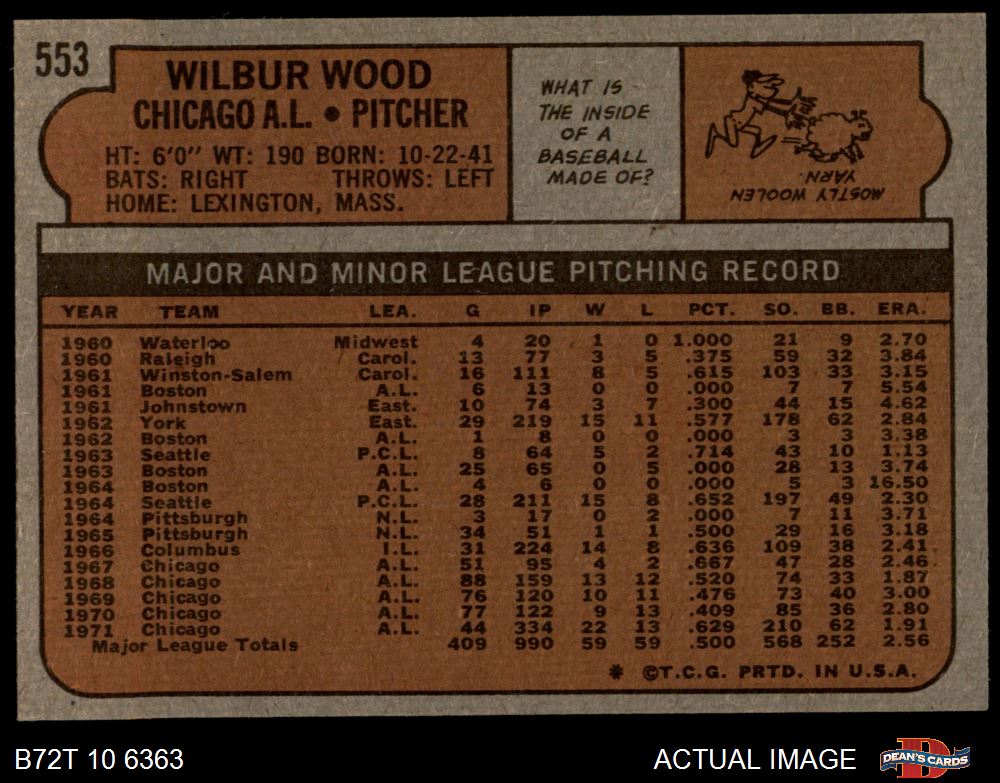 553
WILBUR WOOD
CHICAGO A.L. • PITCHER
HT: 6'0" WT: 190 BORN: 10-22-41
BATS: RIGHT THROWS: LEFT
HOME: LEXINGTON, MASS.
WHAT IS
THE INSIDE
OF A
BASEBALL
MADE OF?
MOSTLY WOOLEN
YARN.
MAJOR AND MINOR LEAGUE PITCHING RECORD
YEAR TEAM LEA. G IP W L PCT. SO. BB. ERA.
1960 Waterloo Midwest 4 20 1 0 1.000 21 9 2.70
1960 Raleigh Carol. 13 77 3 5 .375 59 32 3.84
1961 Winston-Salem Carol. 16 111 8 5 .615 103 33 3.15
1961 Boston A.L. 6 13 0 0 .000 7 7 5.54
1961 Johnstown East. 10 74 3 7 .300 44 15 4.62
1962 York East. 29 219 15 11 .577 178 62 2.84
1962 Boston A.L. 1 8 0 0 .000 3 3 3.38
1963 Seattle P.C.L. 8 64 5 2 .714 43 10 1.13
1963 Boston A.L. 25 65 0 5 .000 28 13 3.74
1964 Boston A.L. 4 6 0 0 .000 5 3 16.50
1964 Seattle P.C.L. 28 211 15 8 .652 197 49 2.30
1964 Pittsburgh N.L. 3 17 0 2 .000 7 11 3.71
1965 Pittsburgh N.L. 34 51 1 1 .500 29 16 3.18
1966 Columbus I.L. 31 224 14 8 .636 109 38 2.41
1967 Chicago A.L. 51 95 4 2 .667 47 28 2.46
1968 Chicago A.L. 88 159 13 12 .520 74 33 1.87
1969 Chicago A.L. 76 120 10 11 .476 73 40 3.00
1970 Chicago A.L. 77 122 9 13 .409 85 36 2.80
1971 Chicago A.L. 44 334 22 13 .629 210 62 1.91
Major League Totals 409 990 59 59 .500 568 252 2.56
* ©T.C.G. PRTD. IN U.S.A.
B72T 10 6363
ACTUAL IMAGE
DEAN'S CARDS